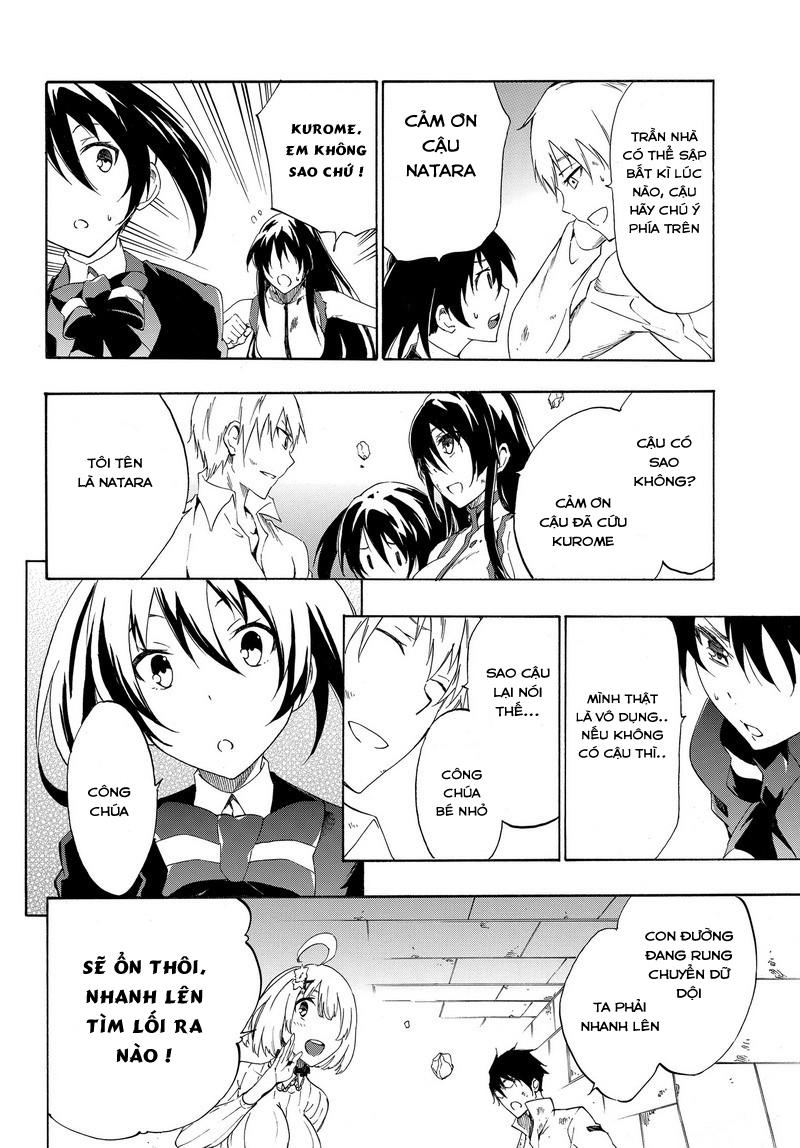 TRẦN NHÀ
CÓ THỂ SẬP
BẤT KÌ LÚC
NÀO, CẬU
HÃY CHÚ Ý
PHÍA TRÊN
CẢM ƠN
CẬU
NATARA
KUROME,
EM KHÔNG
SAO CHỨ !
CẬU CÓ
SAO
KHÔNG?
CẢM ƠN
CẬU ĐÃ CỨU
KUROME
TÔI TÊN
LÀ NATARA
MÌNH THẬT
LÀ VÔ DỤNG..
NẾU KHÔNG
CÓ CẬU THÌ..
SAO CẬU
LẠI NÓI
THẾ...
CÔNG
CHÚA
BÉ NHỎ
CÔNG
CHÚA
CON ĐƯỜNG
ĐANG RUNG
CHUYỂN DỮ
DỘI
TA PHẢI
NHANH LÊN
SẼ ỔN THÔI,
NHANH LÊN
TÌM LỐI RA
NÀO !